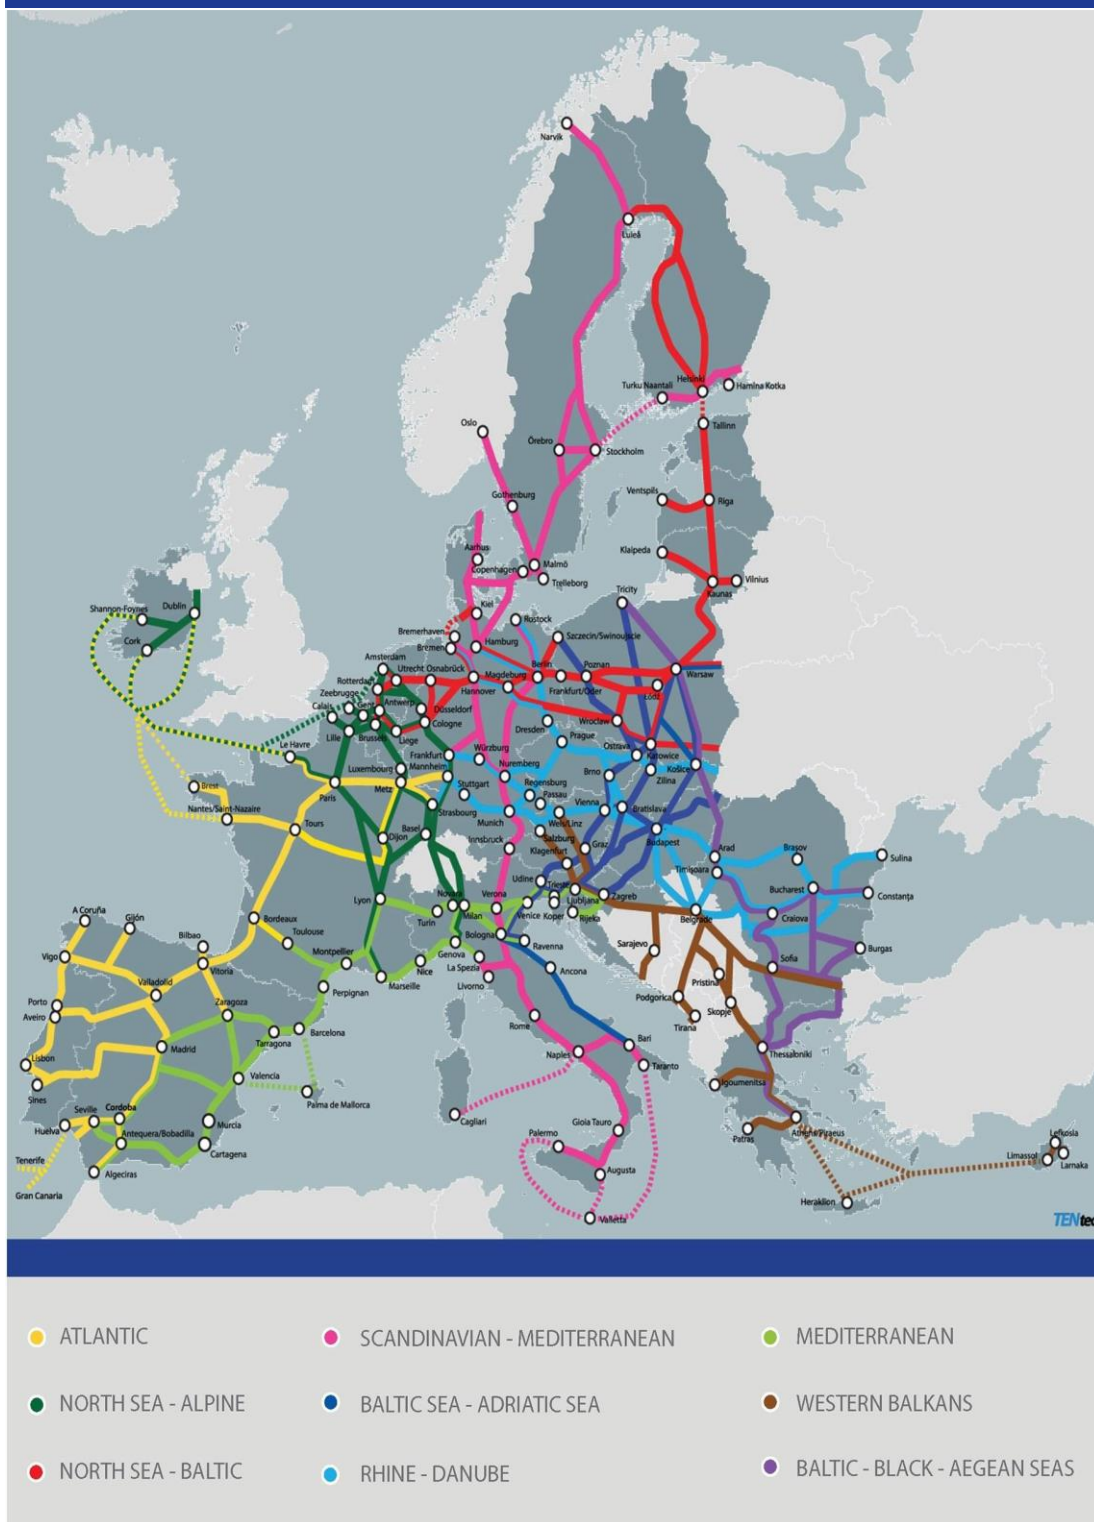 Narvik
Luleå
Turku Naantali
Helsinki
Hamina Kotka
Oslo
Örebro
Stockholm
Tallinn
Gothenburg
Ventspils
Riga
Aarhus
Copenhagen
Malmö
Trelleborg
Klaipeda
Vilnius
Kaunas
Tricity
Shannon-Foynes
Dublin
Cork
Kiel
Rostock
Bremerhaven
Bremen
Hamburg
Szczecin/Swinoujscie
Amsterdam
Utrecht
Osnabrück
Berlin
Poznan
Warsaw
Rotterdam
Magdeburg
Hannover
Frankfurt/Oder
Łódź
Zeebrugge
Calais
Gent
Antwerp
Düsseldorf
Cologne
Dresden
Wroclaw
Lille
Brussels
Liege
Le Havre
Frankfurt
Würzburg
Prague
Ostrava
Katowice
Luxembourg
Mannheim
Nuremberg
Košice
Zilina
Brest
Paris
Metz
Stuttgart
Regensburg
Passau
Brno
Nantes/Saint-Nazaire
Strasbourg
Munich
Vienna
Bratislava
Tours
Dijon
Basel
Innsbruck
Wels/Linz
Salzburg
Graz
Budapest
Klagenfurt
Arad
Brașov
Sulina
Timișoara
Lyon
Novara
Milan
Verona
Udine
Trieste
Ljubljana
Zagreb
Bucharest
Constanța
Turin
Venice
Koper
Rijeka
Belgrade
Craiova
A Coruña
Gijón
Bordeaux
Bilbao
Toulouse
Bologna
Ravenna
Vigo
Vitoria
Montpellier
Genova
Nice
La Spezia
Livorno
Marseille
Ancona
Sarajevo
Sofia
Burgas
Valladolid
Perpignan
Pristina
Podgorica
Skopje
Tirana
Porto
Aveiro
Zaragoza
Barcelona
Tarragona
Rome
Madrid
Naples
Bari
Taranto
Thessaloniki
Lisbon
Sines
Valencia
Palma de Mallorca
Igoumenitsa
Seville
Cordoba
Huelva
Murcia
Antequera/Bobadilla
Cartagena
Algeciras
Tenerife
Gran Canaria
Cagliari
Gioia Tauro
Palermo
Augusta
Valletta
Patras
Heraklion
Lefkosia
Limassol
Larnaka
TENtec
ATLANTIC
SCANDINAVIAN - MEDITERRANEAN
MEDITERRANEAN
NORTH SEA - ALPINE
BALTIC SEA - ADRIATIC SEA
WESTERN BALKANS
NORTH SEA - BALTIC
RHINE - DANUBE
BALTIC - BLACK - AEGEAN SEAS